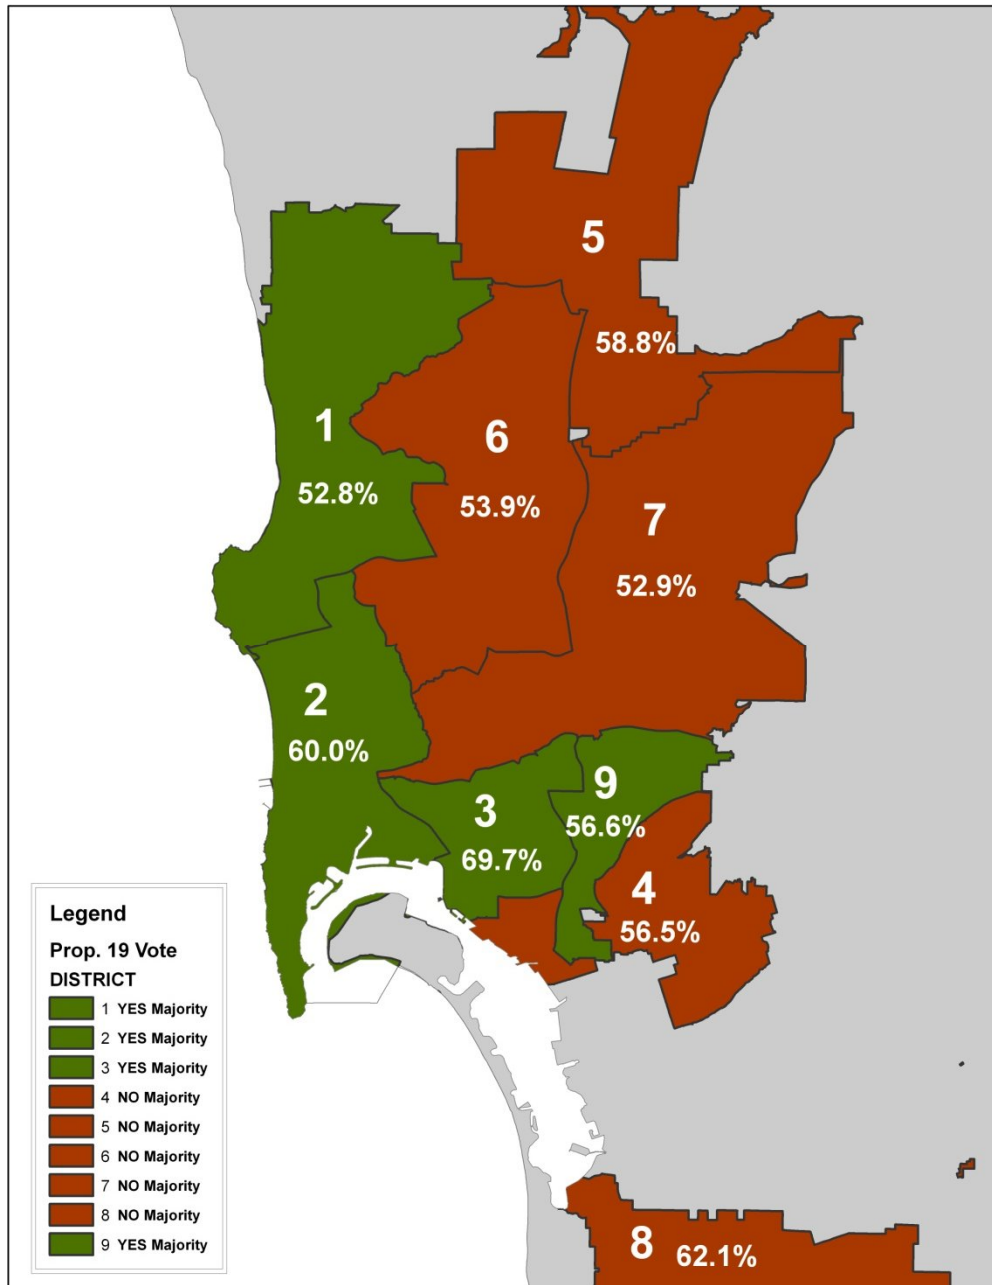 5
58.8%
1
52.8%
6
53.9%
7
52.9%
2
60.0%
3
69.7%
9
56.6%
4
56.5%
8 62.1%
Legend
Prop. 19 Vote
DISTRICT
1 YES Majority
2 YES Majority
3 YES Majority
4 NO Majority
5 NO Majority
6 NO Majority
7 NO Majority
8 NO Majority
9 YES Majority